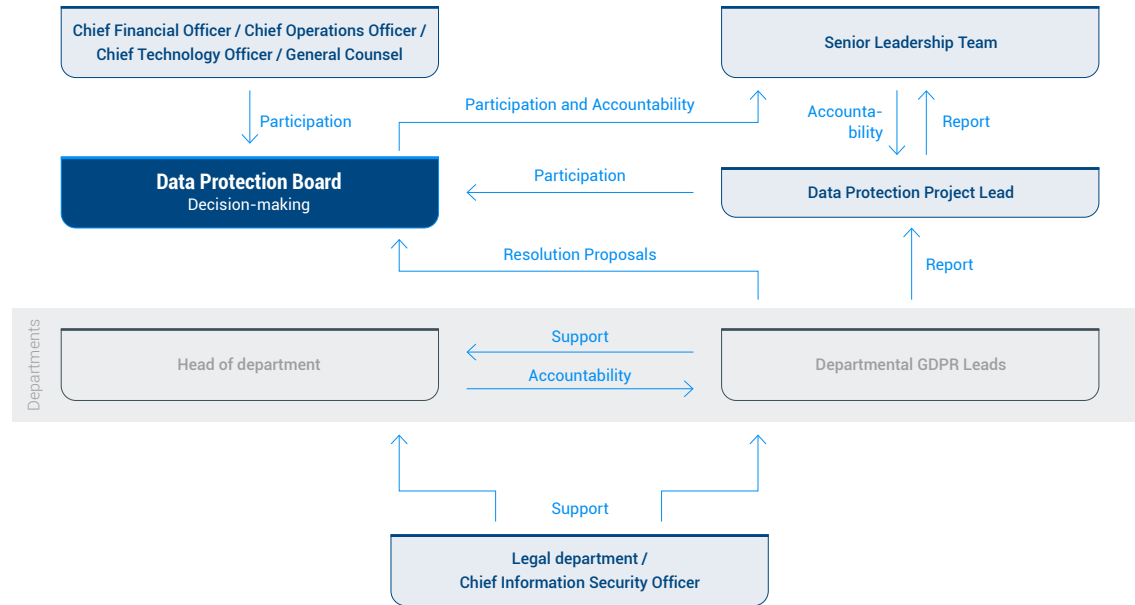 Chief Financial Officer / Chief Operations Officer /
Chief Technology Officer / General Counsel
Senior Leadership Team
Participation
Participation and Accountability
Accounta-
bility
Report
Data Protection Board
Decision-making
Participation
Data Protection Project Lead
Resolution Proposals
Report
Departments
Head of department
Support
Accountability
Departmental GDPR Leads
Support
Legal department /
Chief Information Security Officer